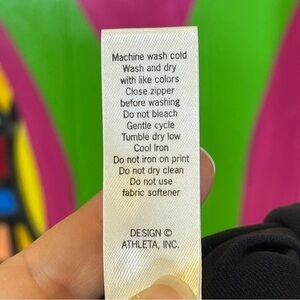 Machine wash cold
Wash and dry
with like colors
Close zipper
before washing
Do not bleach
Gentle cycle
Tumble dry low
Cool Iron
Do not iron on print
Do not dry clean
Do not use
fabric softener
DESIGN ©
ATHLETA, INC.